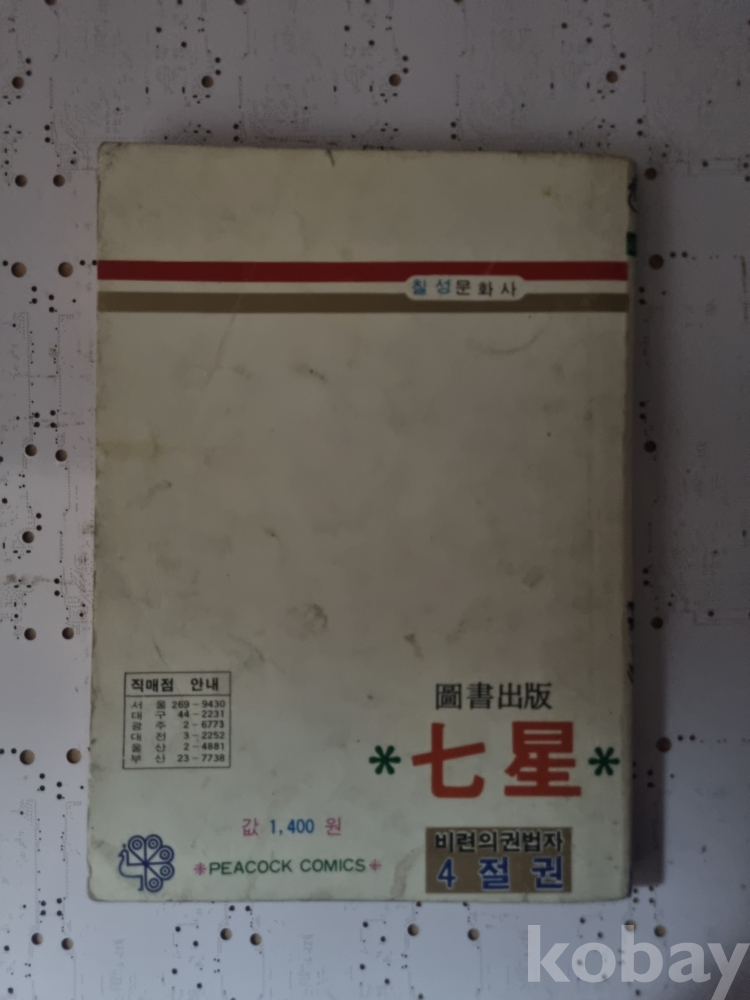 칠성문화사
직매점 안내
서울 269-9430
대구 44-2231
광주 2-6773
대전 3-2252
울산 2-4881
부산 23-7738
圖書出版
*七星*
값 1,400 원
*PEACOCK COMICS*
비련의권법자
4 절권
kobay